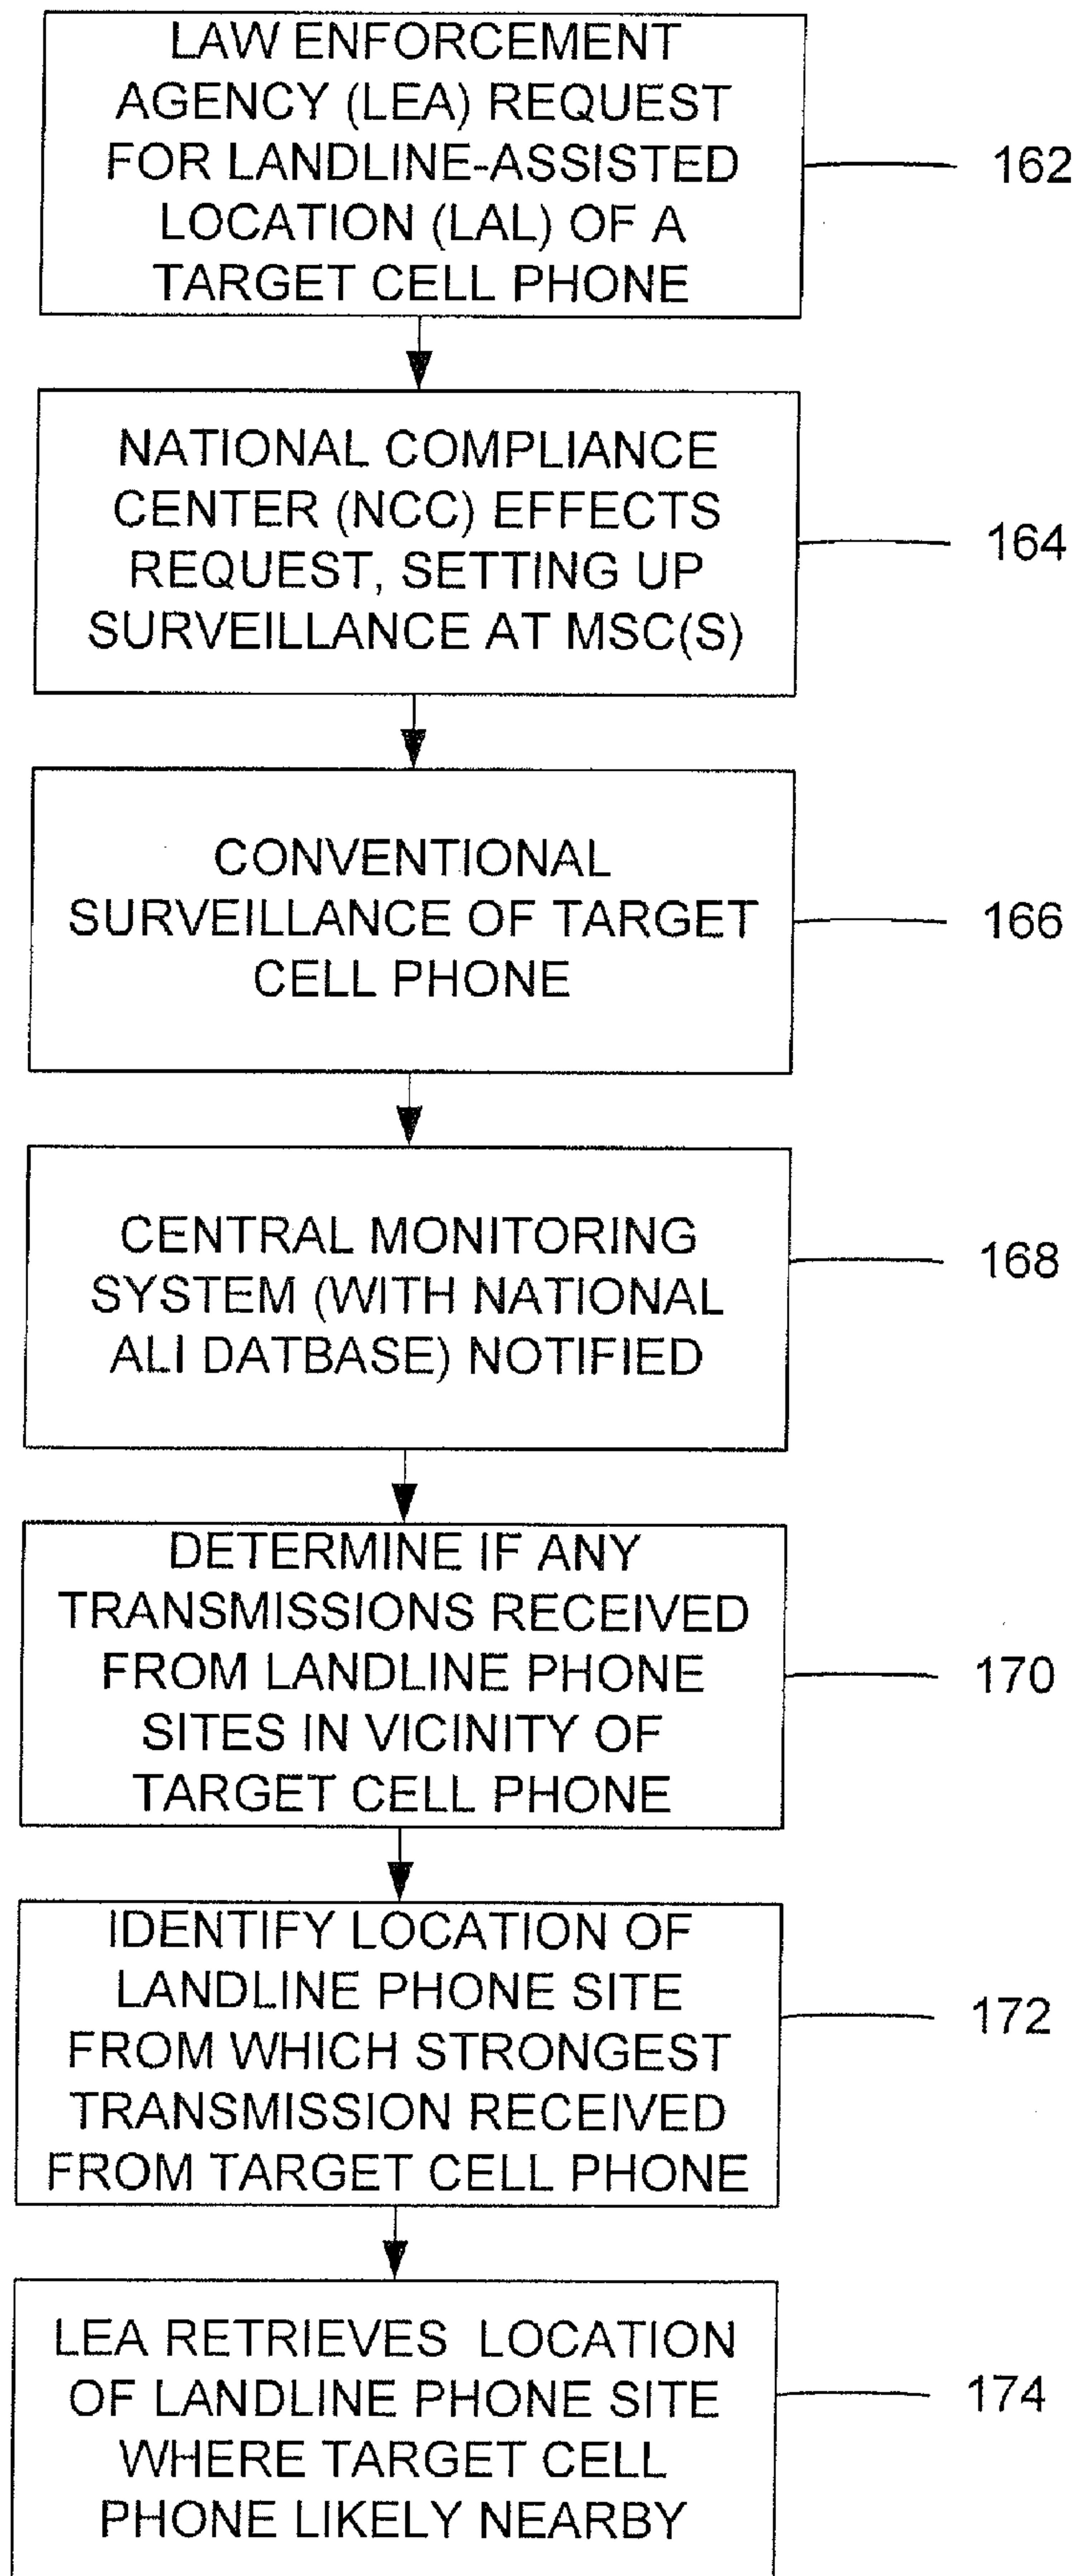 LAW ENFORCEMENT
AGENCY (LEA) REQUEST
FOR LANDLINE-ASSISTED
LOCATION (LAL) OF A
TARGET CELL PHONE
162
NATIONAL COMPLIANCE
CENTER (NCC) EFFECTS
REQUEST, SETTING UP
SURVEILLANCE AT MSC(S)
164
CONVENTIONAL
SURVEILLANCE OF TARGET
CELL PHONE
166
CENTRAL MONITORING
SYSTEM (WITH NATIONAL
ALI DATBASE) NOTIFIED
168
DETERMINE IF ANY
TRANSMISSIONS RECEIVED
FROM LANDLINE PHONE
SITES IN VICINITY OF
TARGET CELL PHONE
170
IDENTIFY LOCATION OF
LANDLINE PHONE SITE
FROM WHICH STRONGEST
TRANSMISSION RECEIVED
FROM TARGET CELL PHONE
172
LEA RETRIEVES LOCATION
OF LANDLINE PHONE SITE
WHERE TARGET CELL
PHONE LIKELY NEARBY
174